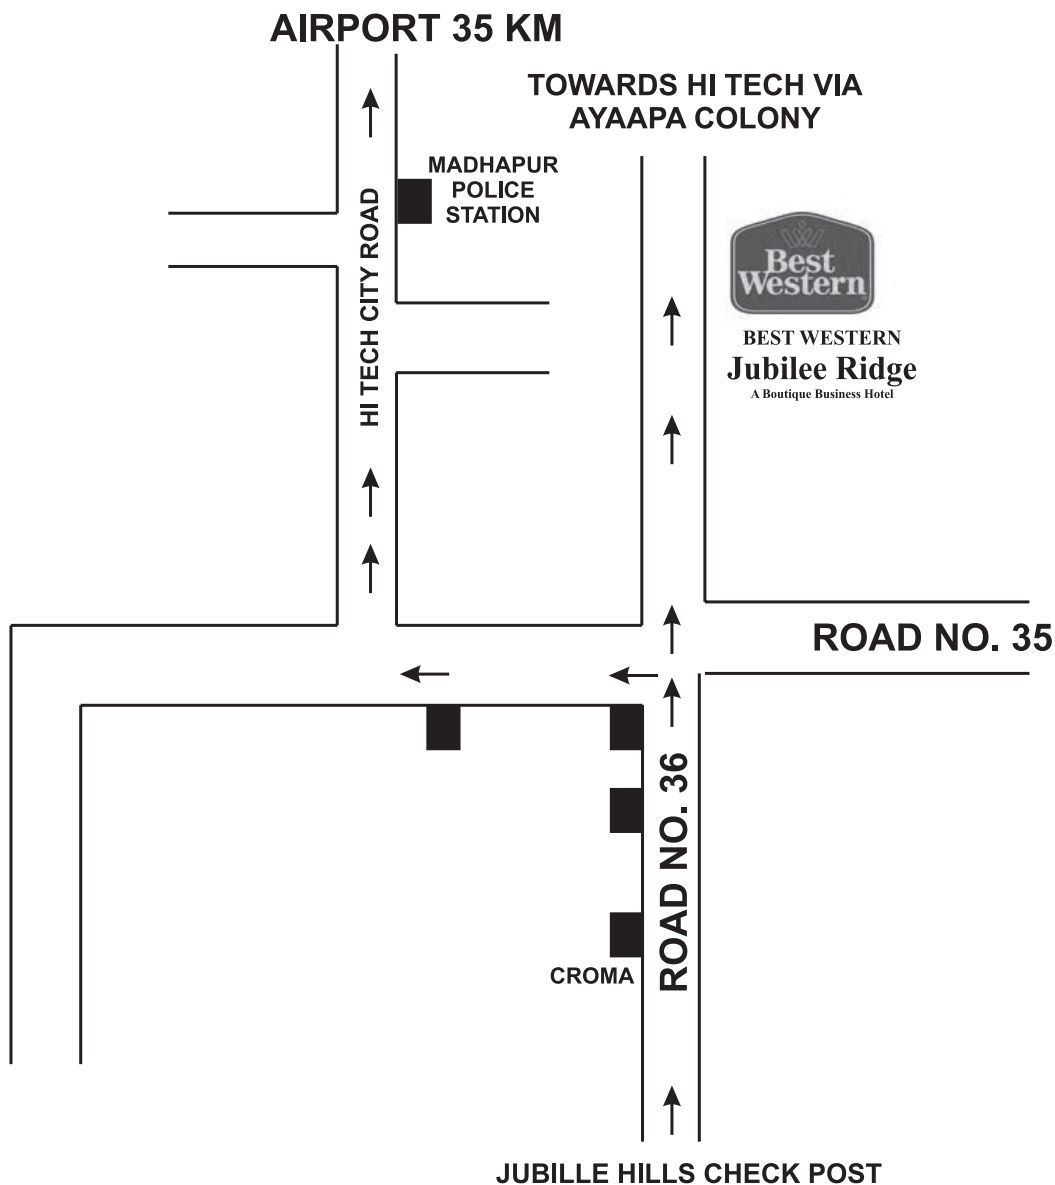 AIRPORT 35 KM
TOWARDS HI TECH VIA
AYAAPA COLONY
MADHAPUR
POLICE
STATION
HI TECH CITY ROAD
Best
Western
BEST WESTERN
Jubilee Ridge
A Boutique Business Hotel
ROAD NO. 35
ROAD NO. 36
CROMA
JUBILLE HILLS CHECK POST